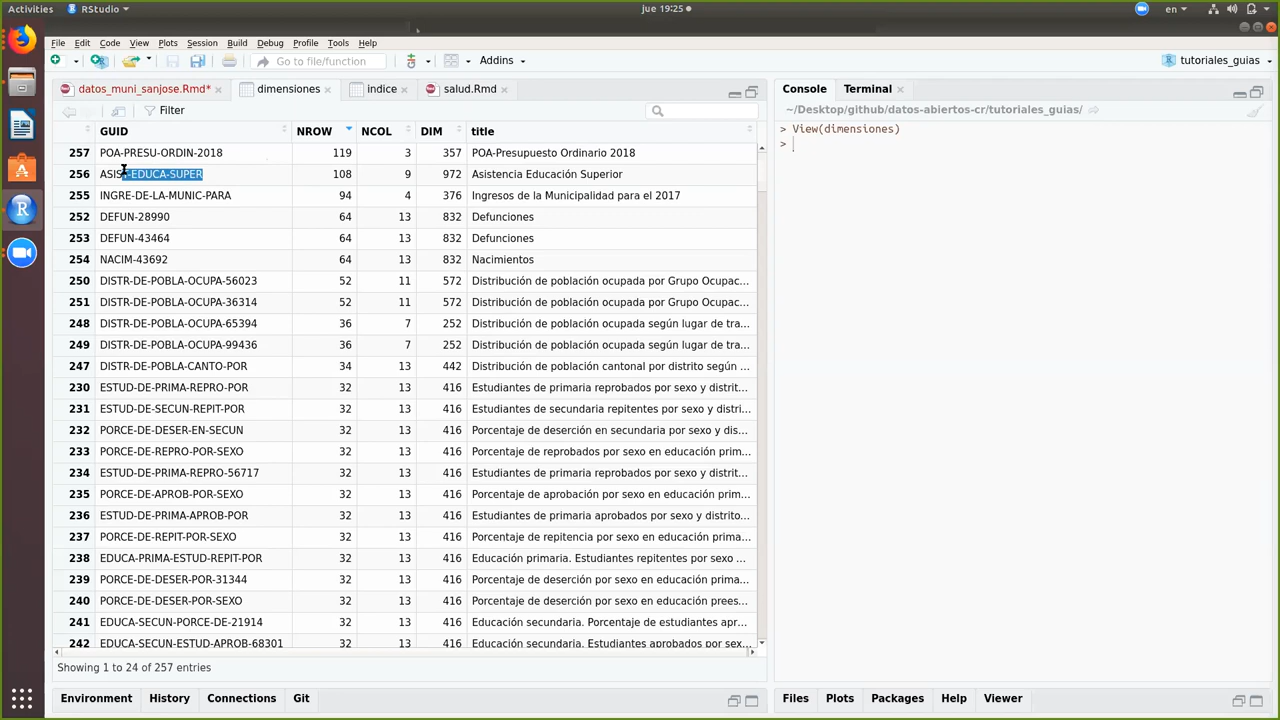 Activities RStudio jue 19:25 en
File Edit Code View Plots Session Build Debug Profile Tools Help
Go to file/function Addins tutoriales_guias
datos_muni_sanjose.Rmd* dimensiones indice salud.Rmd
Filter
GUID NROW NCOL DIM title
257 POA-PRESU-ORDIN-2018 119 3 357 POA-Presupuesto Ordinario 2018
256 ASIST-EDUCA-SUPER 108 9 972 Asistencia Educación Superior
255 INGRE-DE-LA-MUNIC-PARA 94 4 376 Ingresos de la Municipalidad para el 2017
252 DEFUN-28990 64 13 832 Defunciones
253 DEFUN-43464 64 13 832 Defunciones
254 NACIM-43692 64 13 832 Nacimientos
250 DISTR-DE-POBLA-OCUPA-56023 52 11 572 Distribución de población ocupada por Grupo Ocupac...
251 DISTR-DE-POBLA-OCUPA-36314 52 11 572 Distribución de población ocupada por Grupo Ocupac...
248 DISTR-DE-POBLA-OCUPA-65394 36 7 252 Distribución de población ocupada según lugar de tra...
249 DISTR-DE-POBLA-OCUPA-99436 36 7 252 Distribución de población ocupada según lugar de tra...
247 DISTR-DE-POBLA-CANTO-POR 34 13 442 Distribución de población cantonal por distrito según ...
230 ESTUD-DE-PRIMA-REPRO-POR 32 13 416 Estudiantes de primaria reprobados por sexo y distrit...
231 ESTUD-DE-SECUN-REPIT-POR 32 13 416 Estudiantes de secundaria repitentes por sexo y distri...
232 PORCE-DE-DESER-EN-SECUN 32 13 416 Porcentaje de deserción en secundaria por sexo y dis...
233 PORCE-DE-REPRO-POR-SEXO 32 13 416 Porcentaje de reprobados por sexo en educación prim...
234 ESTUD-DE-PRIMA-REPRO-56717 32 13 416 Estudiantes de primaria reprobados por sexo y distrit...
235 PORCE-DE-APROB-POR-SEXO 32 13 416 Porcentaje de aprobación por sexo en educación prim...
236 ESTUD-DE-PRIMA-APROB-POR 32 13 416 Estudiantes de primaria aprobados por sexo y distrito...
237 PORCE-DE-REPIT-POR-SEXO 32 13 416 Porcentaje de repitencia por sexo en educación prima...
238 EDUCA-PRIMA-ESTUD-REPIT-POR 32 13 416 Educación primaria. Estudiantes repitentes por sexo ...
239 PORCE-DE-DESER-POR-31344 32 13 416 Porcentaje de deserción por sexo en educación prima...
240 PORCE-DE-DESER-POR-SEXO 32 13 416 Porcentaje de deserción por sexo en educación prees...
241 EDUCA-SECUN-PORCE-DE-21914 32 13 416 Educación secundaria. Porcentaje de estudiantes apr...
242 EDUCA-SECUN-ESTUD-APROB-68301 32 13 416 Educación secundaria. Estudiantes aprobados por sex...
Showing 1 to 24 of 257 entries
Environment History Connections Git
Console Terminal
~/Desktop/github/datos-abiertos-cr/tutoriales_guias/
> View(dimensiones)
>
Files Plots Packages Help Viewer